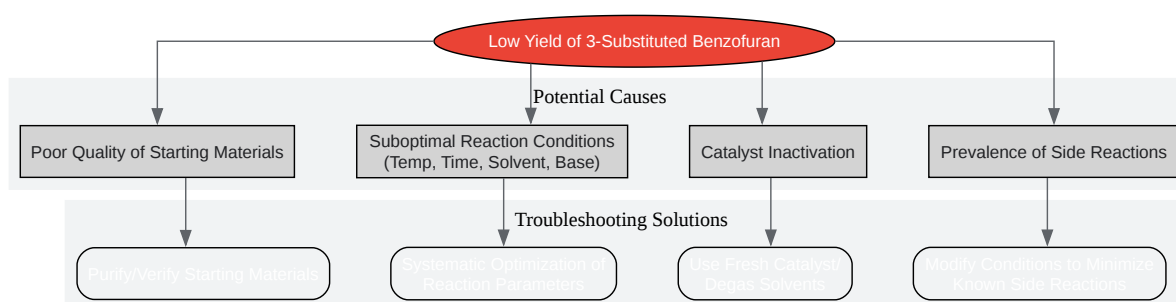 Low Yield of 3-Substituted Benzofuran
Potential Causes
Poor Quality of Starting Materials
Suboptimal Reaction Conditions
(Temp, Time, Solvent, Base)
Catalyst Inactivation
Prevalence of Side Reactions
Troubleshooting Solutions
Purify/Verify Starting Materials
Systematic Optimization of
Reaction Parameters
Use Fresh Catalyst/
Degas Solvents
Modify Conditions to Minimize
Known Side Reactions